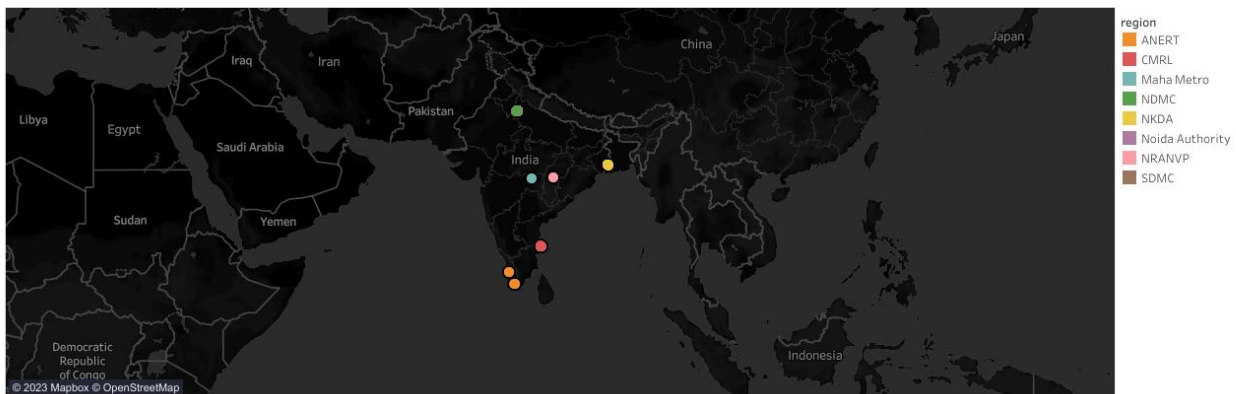 China
Japan
Iraq
Iran
Pakistan
Libya
Egypt
Saudi Arabia
India
Sudan
Yemen
Democratic
Republic
of Congo
Indonesia
© 2023 Mapbox © OpenStreetMap
region
ANERT
CMRL
Maha Metro
NDMC
NKDA
Noida Authority
NRANVP
SDMC